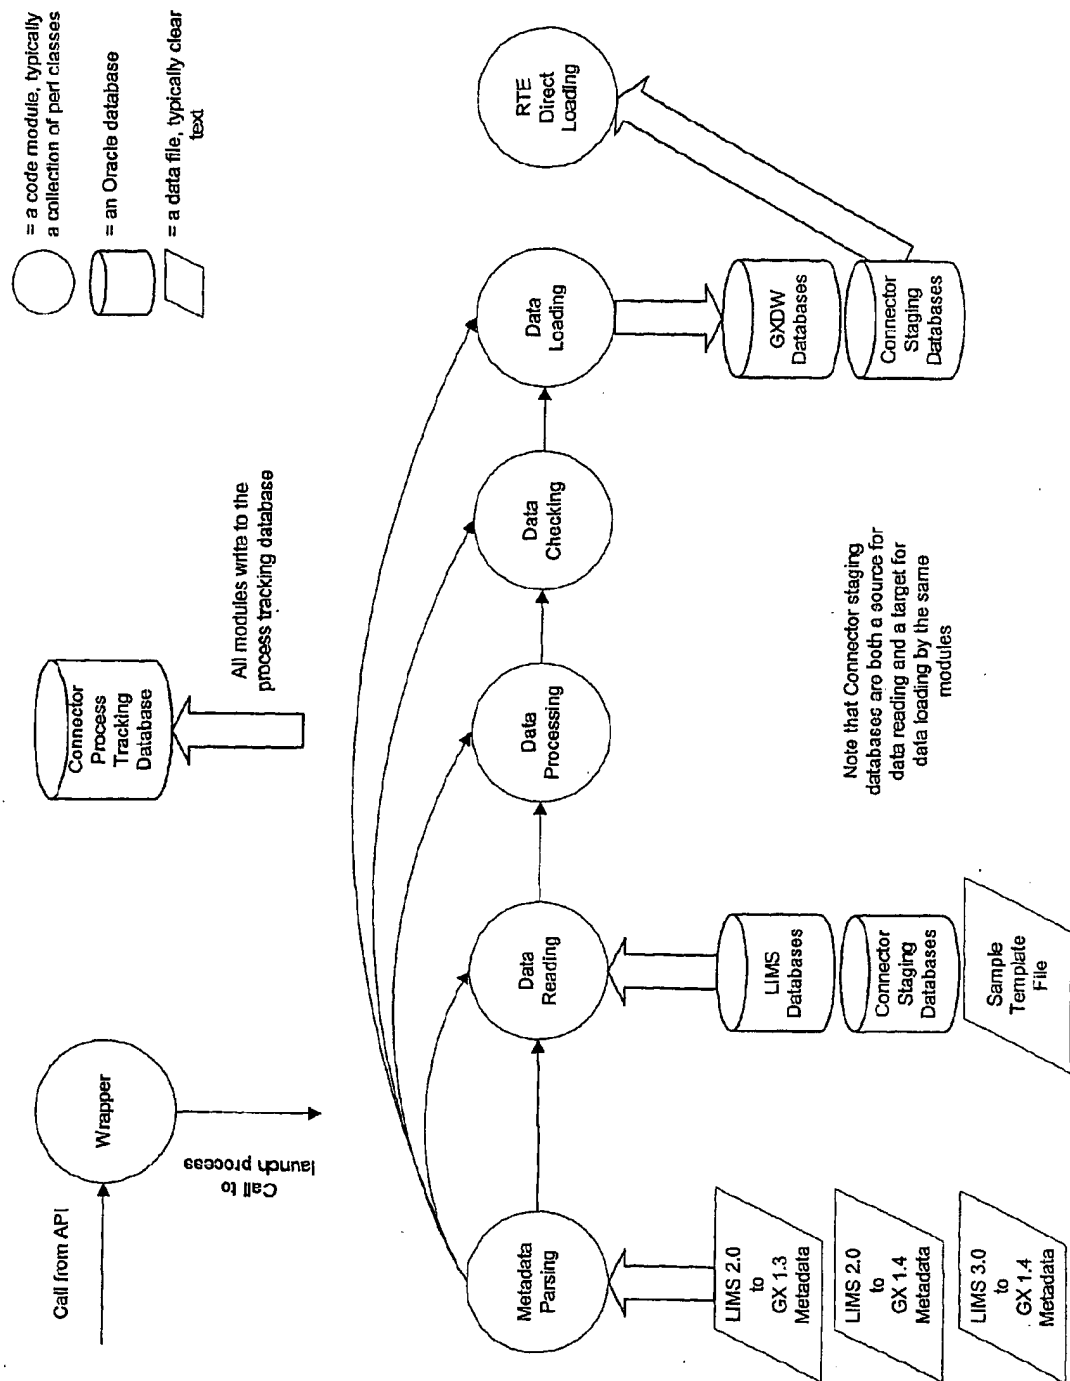 Call from API
Wrapper
Call to
launch process
Connector
Process
Tracking
Database
All modules write to the
process tracking database
= a code module, typically
a collection of perl classes
= an Oracle database
= a data file, typically clear
text
Metadata
Parsing
Data
Reading
Data
Processing
Data
Checking
Data
Loading
RTE
Direct
Loading
LIMS 2.0
to
GX 1.3
Metadata
LIMS 2.0
to
GX 1.4
Metadata
LIMS 3.0
to
GX 1.4
Metadata
LIMS
Databases
Connector
Staging
Databases
Sample
Template
File
Note that Connector staging
databases are both a source for
data reading and a target for
data loading by the same
modules
GXDW
Databases
Connector
Staging
Databases